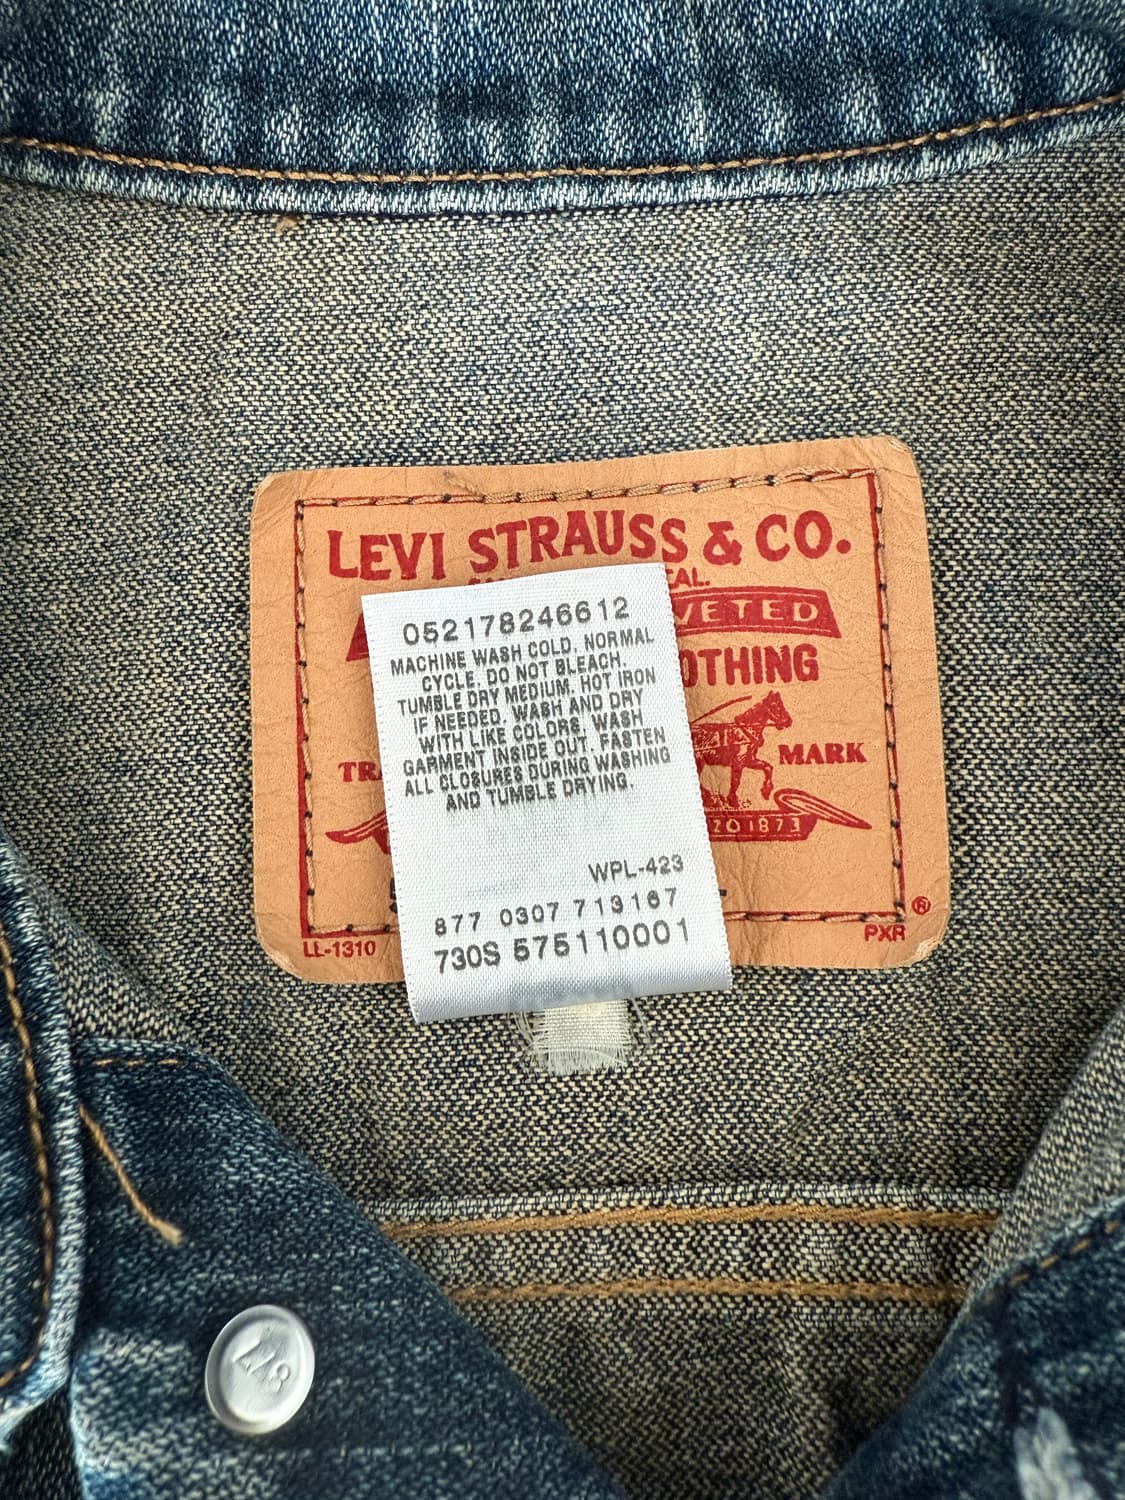 LEVI STRAUSS & CO.
052178246612
MACHINE WASH COLD, NORMAL
CYCLE, DO NOT BLEACH,
TUMBLE DRY MEDIUM, HOT IRON
IF NEEDED, WASH AND DRY
WITH LIKE COLORS, WASH
GARMENT INSIDE OUT, FASTEN
ALL CLOSURES DURING WASHING
AND TUMBLE DRYING.
WPL-423
877 0307 713167
730S 575110001
MARK
1873
LL-1310
PXR
®